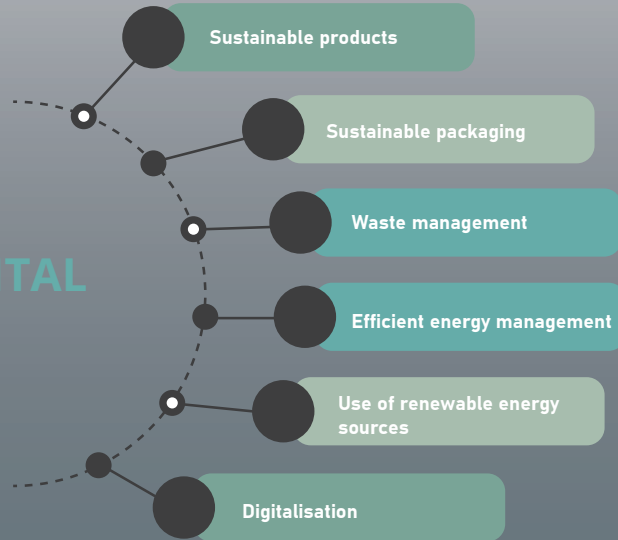 Sustainable products
Sustainable packaging
Waste management
TAL
Efficient energy management
Use of renewable energy
sources
Digitalisation